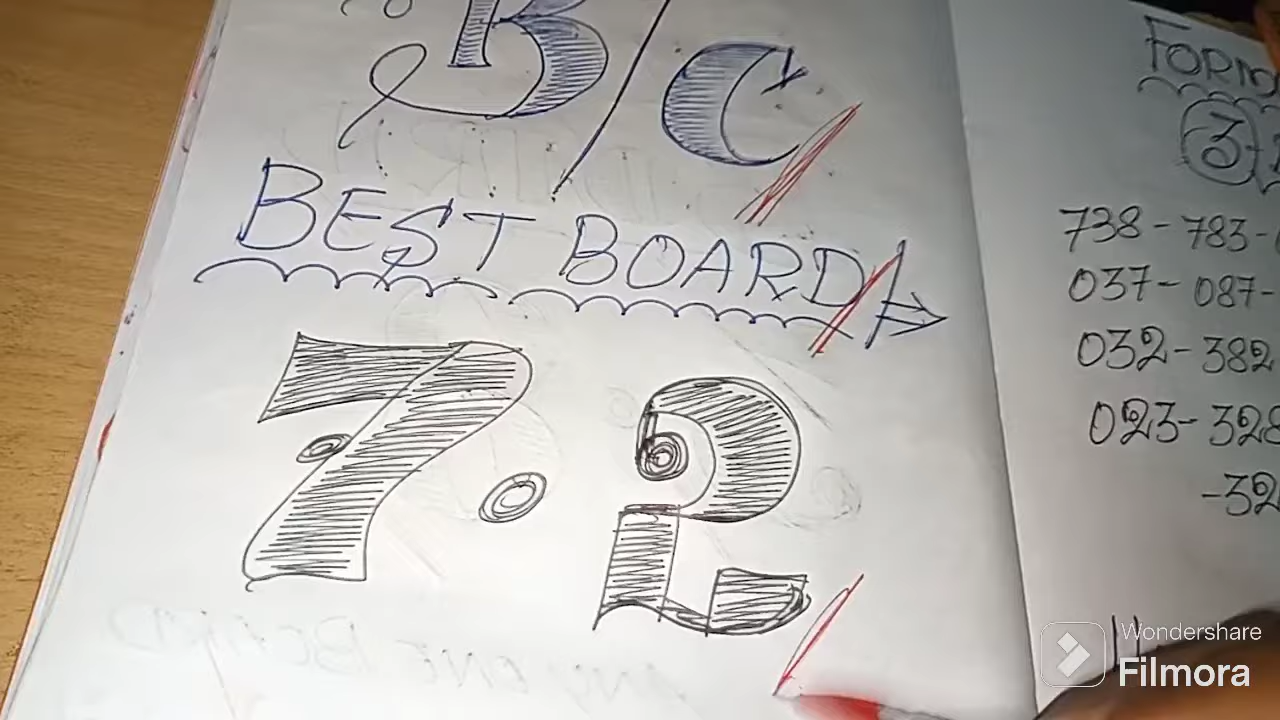 B/C
BEST BOARD
7.2
FORM
3
738-783-
037-087-
032-382
023-328
-32
Wondershare
Filmora